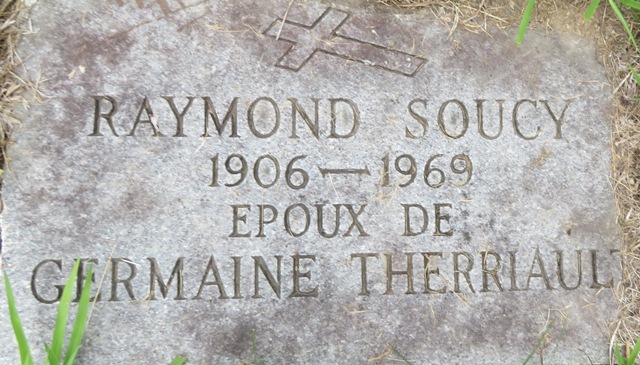 RAYMOND SOUCY
1906 — 1969
EPOUX DE
GERMAINE THERRIAULT